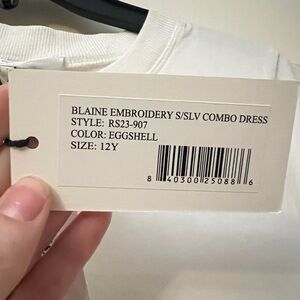 BLAINE EMBROIDERY S/SLV COMBO DRESS
STYLE: RS23-907
COLOR: EGGSHELL
SIZE: 12Y
8 40300 25088 6